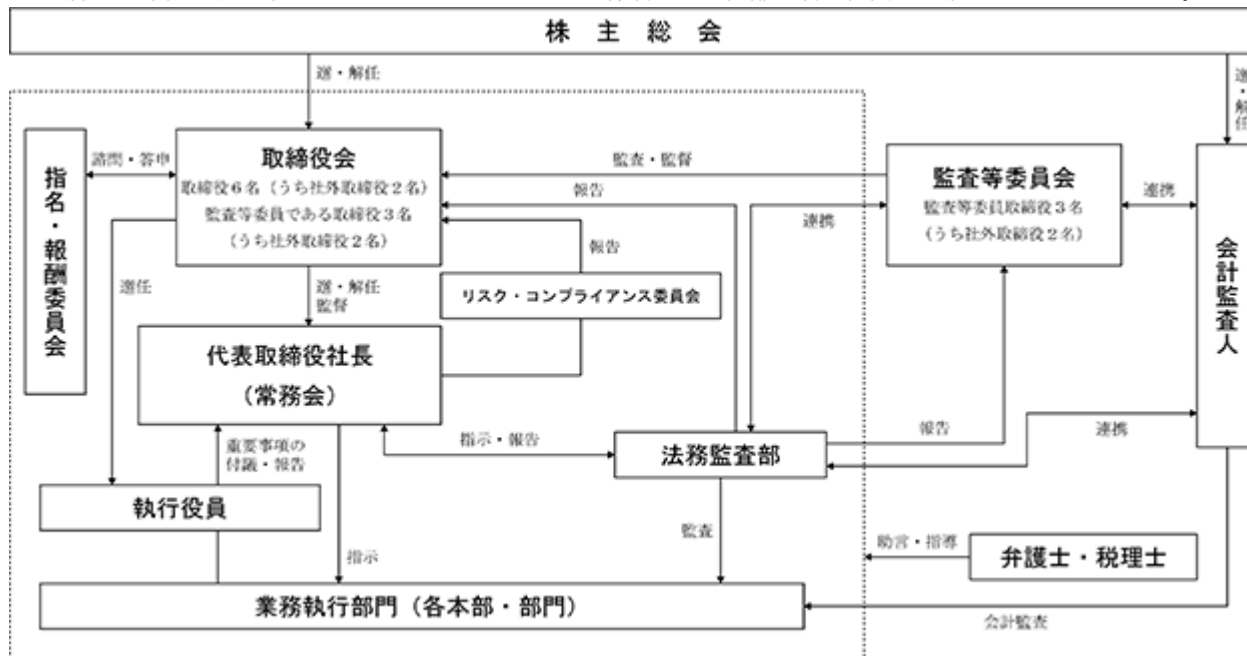 株主総会
選・解任
選・解任
指名・報酬委員会
諮問・答申
取締役会
取締役6名（うち社外取締役2名）
監査等委員である取締役3名
（うち社外取締役2名）
監査・監督
報告
連携
監査等委員会
監査等委員取締役3名
（うち社外取締役2名）
連携
会計監査人
選任
選・解任
監督
報告
リスク・コンプライアンス委員会
代表取締役社長
（常務会）
指示・報告
法務監査部
報告
連携
重要事項の
付議・報告
執行役員
指示
監査
助言・指導
弁護士・税理士
業務執行部門（各本部・部門）
会計監査